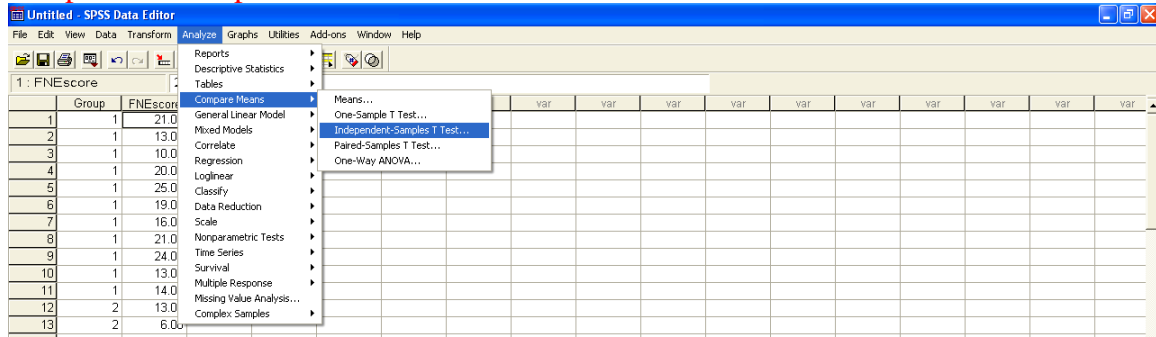 Untitled - SPSS Data Editor
File Edit View Data Transform Analyze Graphs Utilities Add-ons Window Help
1 : FNEscore
Reports
Descriptive Statistics
Tables
Compare Means
General Linear Model
Mixed Models
Correlate
Regression
Loglinear
Classify
Data Reduction
Scale
Nonparametric Tests
Time Series
Survival
Multiple Response
Missing Value Analysis...
Complex Samples
Means...
One-Sample T Test...
Independent-Samples T Test...
Paired-Samples T Test...
One-Way ANOVA...
Group FNEscore var var var var var var var var var var
1 1 21.0
2 1 13.0
3 1 10.0
4 1 20.0
5 1 25.0
6 1 19.0
7 1 16.0
8 1 21.0
9 1 24.0
10 1 13.0
11 1 14.0
12 2 13.0
13 2 6.00